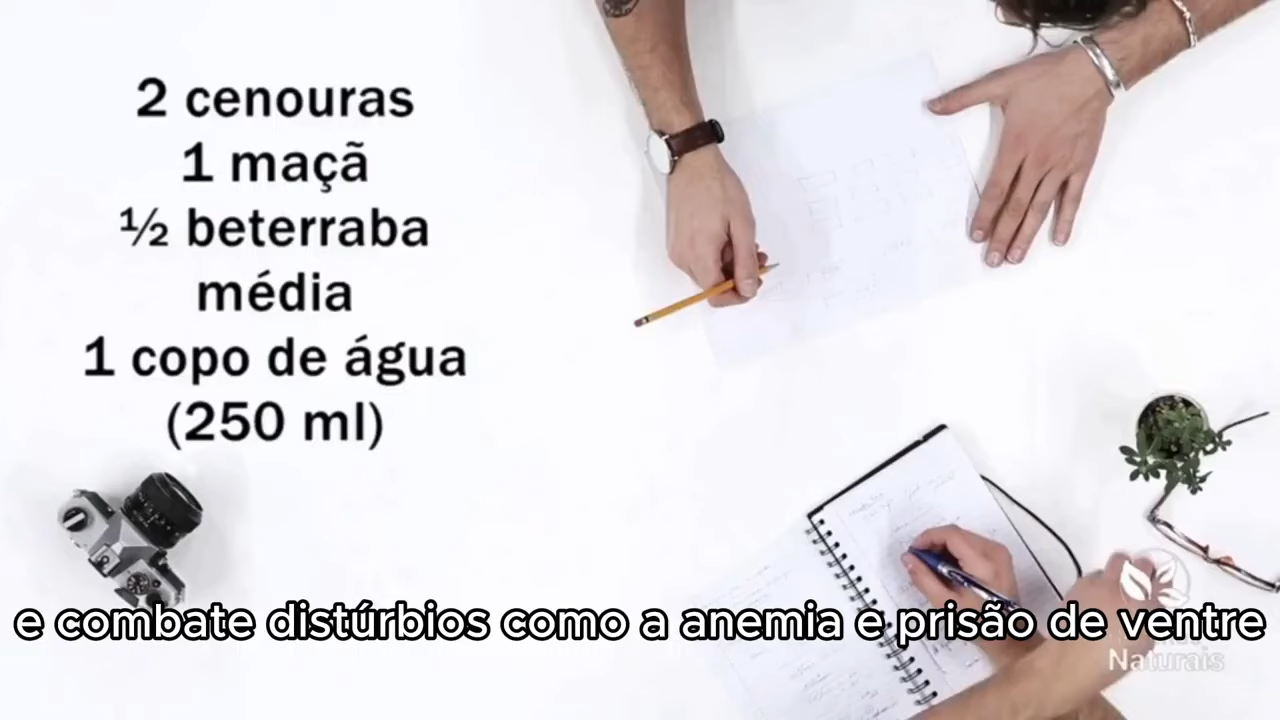 2 cenouras
1 maçã
½ beterraba
média
1 copo de água
(250 ml)
e combate distúrbios como a anemia e prisão de ventre
Naturais